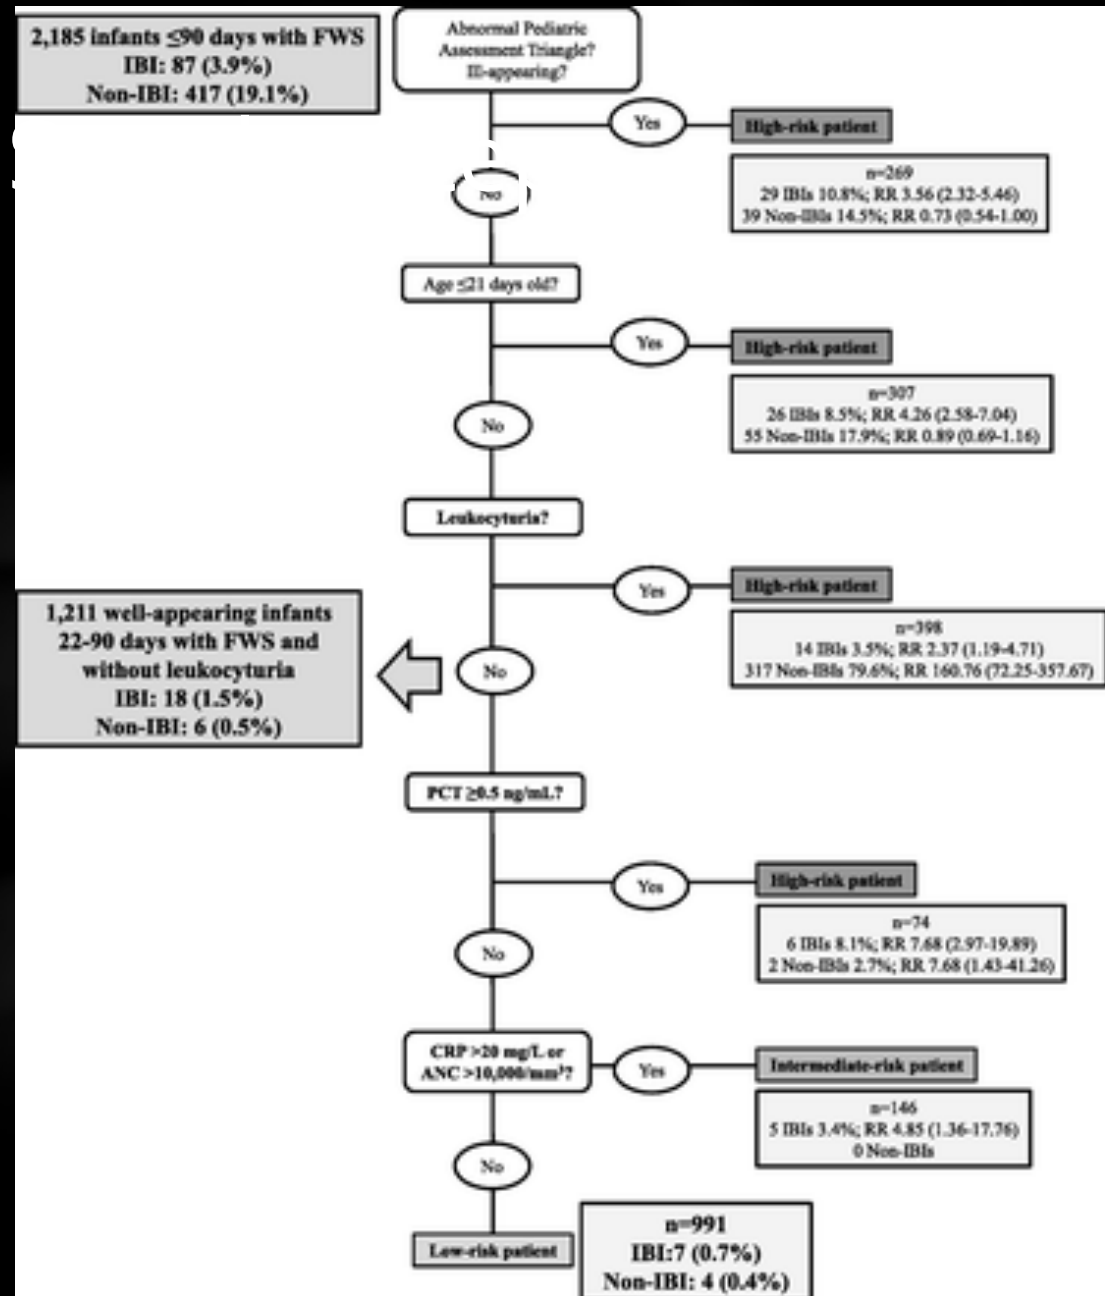 2,185 infants ≤90 days with FWS
IBI: 87 (3.9%)
Non-IBI: 417 (19.1%)
Abnormal Pediatric
Assessment Triangle?
Ill-appearing?
Yes
High-risk patient
n=269
29 IBIs 10.8%; RR 3.56 (2.32-5.46)
39 Non-IBIs 14.5%; RR 0.73 (0.54-1.00)
No
Age ≤21 days old?
Yes
High-risk patient
n=307
26 IBIs 8.5%; RR 4.26 (2.58-7.04)
55 Non-IBIs 17.9%; RR 0.89 (0.69-1.16)
No
Leukocyturia?
Yes
High-risk patient
n=398
14 IBIs 3.5%; RR 2.37 (1.19-4.71)
317 Non-IBIs 79.6%; RR 160.76 (72.25-357.67)
No
1,211 well-appearing infants
22-90 days with FWS and
without leukocyturia
IBI: 18 (1.5%)
Non-IBI: 6 (0.5%)
PCT ≥0.5 ng/mL?
Yes
High-risk patient
n=74
6 IBIs 8.1%; RR 7.68 (2.97-19.89)
2 Non-IBIs 2.7%; RR 7.68 (1.43-41.26)
No
CRP >20 mg/L or
ANC >10,000/mm³?
Yes
Intermediate-risk patient
n=146
5 IBIs 3.4%; RR 4.85 (1.36-17.76)
0 Non-IBIs
No
Low-risk patient
n=991
IBI:7 (0.7%)
Non-IBI: 4 (0.4%)